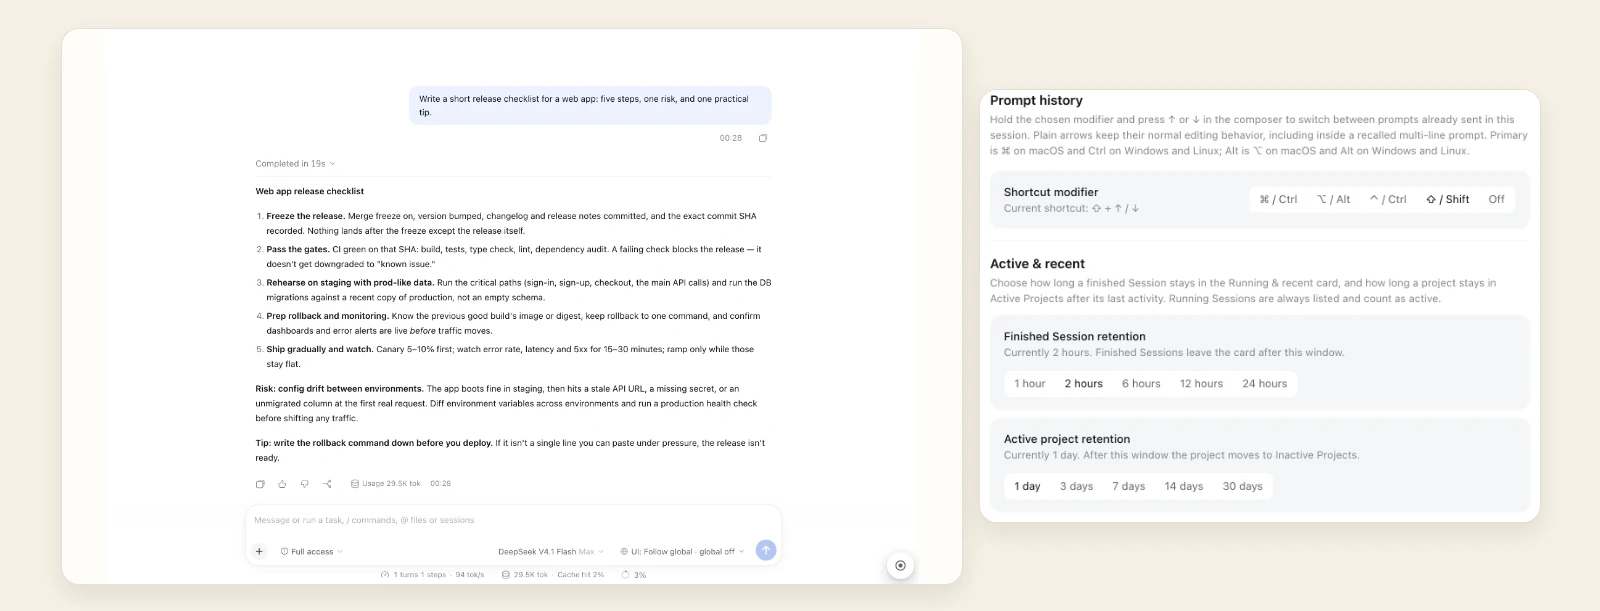 Write a short release checklist for a web app: five steps, one risk, and one practical
tip.
00:28
Completed in 19s
Web app release checklist
1. Freeze the release. Merge freeze on, version bumped, changelog and release notes committed, and the exact commit SHA
recorded. Nothing lands after the freeze except the release itself.
2. Pass the gates. CI green on that SHA: build, tests, type check, lint, dependency audit. A failing check blocks the release — it
doesn't get downgraded to "known issue."
3. Rehearse on staging with prod-like data. Run the critical paths (sign-in, sign-up, checkout, the main API calls) and run the DB
migrations against a recent copy of production, not an empty schema.
4. Prep rollback and monitoring. Know the previous good build's image or digest, keep rollback to one command, and confirm
dashboards and error alerts are live before traffic moves.
5. Ship gradually and watch. Canary 5–10% first; watch error rate, latency and 5xx for 15–30 minutes; ramp only while those
stay flat.
Risk: config drift between environments. The app boots fine in staging, then hits a stale API URL, a missing secret, or an
unmigrated column at the first real request. Diff environment variables across environments and run a production health check
before shifting any traffic.
Tip: write the rollback command down before you deploy. If it isn't a single line you can paste under pressure, the release isn't
ready.
Usage 29.5K tok 00:28
Message or run a task, / commands, @ files or sessions
+ Full access DeepSeek V4.1 Flash Max UI: Follow global · global off
1 turns 1 steps · 94 tok/s 29.5K tok · Cache hit 2% 3%
Prompt history
Hold the chosen modifier and press ↑ or ↓ in the composer to switch between prompts already sent in this
session. Plain arrows keep their normal editing behavior, including inside a recalled multi-line prompt. Primary
is ⌘ on macOS and Ctrl on Windows and Linux; Alt is ⌥ on macOS and Alt on Windows and Linux.
Shortcut modifier
Current shortcut: ⇧ + ↑ / ↓
⌘ / Ctrl ⌥ / Alt ^ / Ctrl ⇧ / Shift Off
Active & recent
Choose how long a finished Session stays in the Running & recent card, and how long a project stays in
Active Projects after its last activity. Running Sessions are always listed and count as active.
Finished Session retention
Currently 2 hours. Finished Sessions leave the card after this window.
1 hour 2 hours 6 hours 12 hours 24 hours
Active project retention
Currently 1 day. After this window the project moves to Inactive Projects.
1 day 3 days 7 days 14 days 30 days